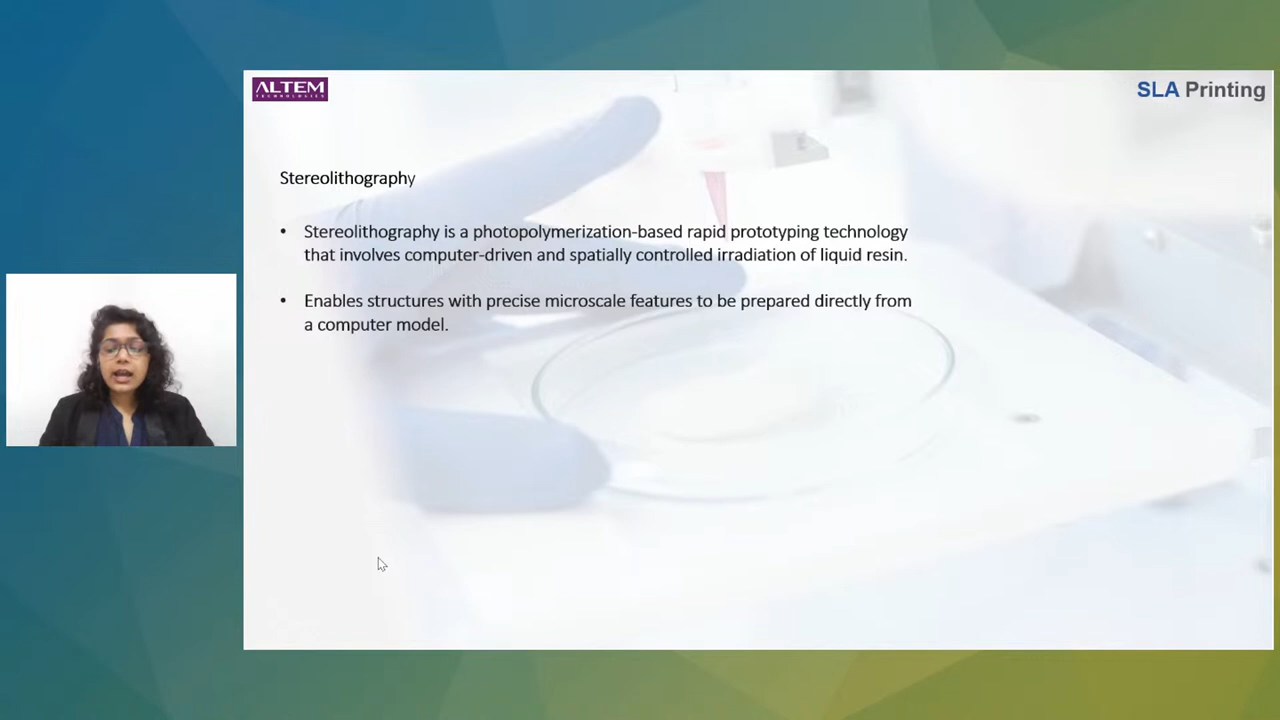 ALTEM
TECHNOLOGIES
SLA Printing
Stereolithography
• Stereolithography is a photopolymerization-based rapid prototyping technology
that involves computer-driven and spatially controlled irradiation of liquid resin.
• Enables structures with precise microscale features to be prepared directly from
a computer model.